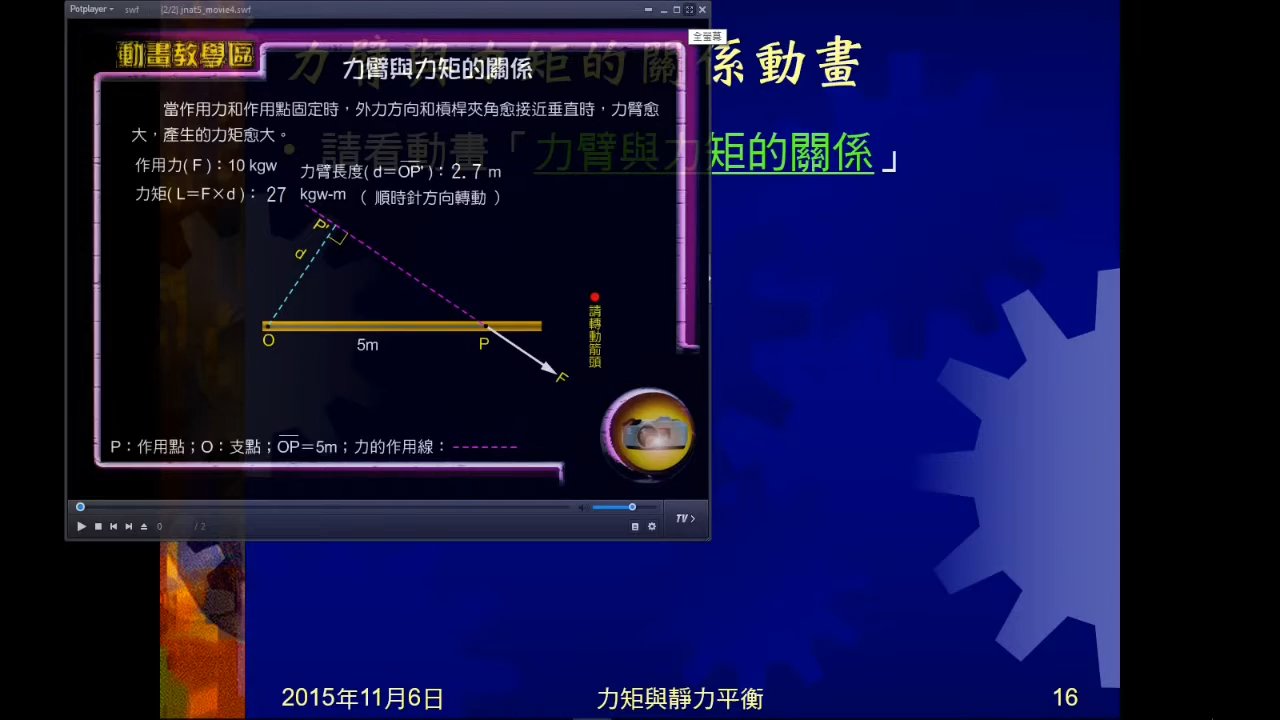 Potplayer swf [2/2] jnat5_movie4.swf
全螢幕
動畫教學區
力臂與力矩的關係
力臂與力矩的關係動畫
當作用力和作用點固定時，外力方向和槓桿夾角愈接近垂直時，力臂愈
大，產生的力矩愈大。
請看動畫「力臂與力矩的關係」
作用力( F )：10 kgw
力臂長度( d＝OP' )：2.7 m
力矩( L＝F×d )： 27 kgw-m （ 順時針方向轉動 ）
P'
d
請轉動箭頭
O
5m
P
F
P：作用點；O：支點；OP＝5m；力的作用線：
0 / 2
TV
2015年11月6日
力矩與靜力平衡
16